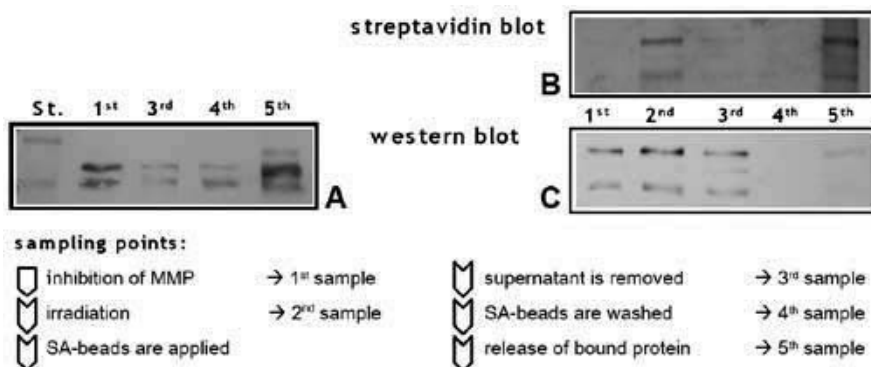 streptavidin blot
B
St. 1st 3rd 4th 5th
A
western blot
1st 2nd 3rd 4th 5th
C
sampling points:
inhibition of MMP → 1st sample
irradiation → 2nd sample
SA-beads are applied
supernatant is removed → 3rd sample
SA-beads are washed → 4th sample
release of bound protein → 5th sample